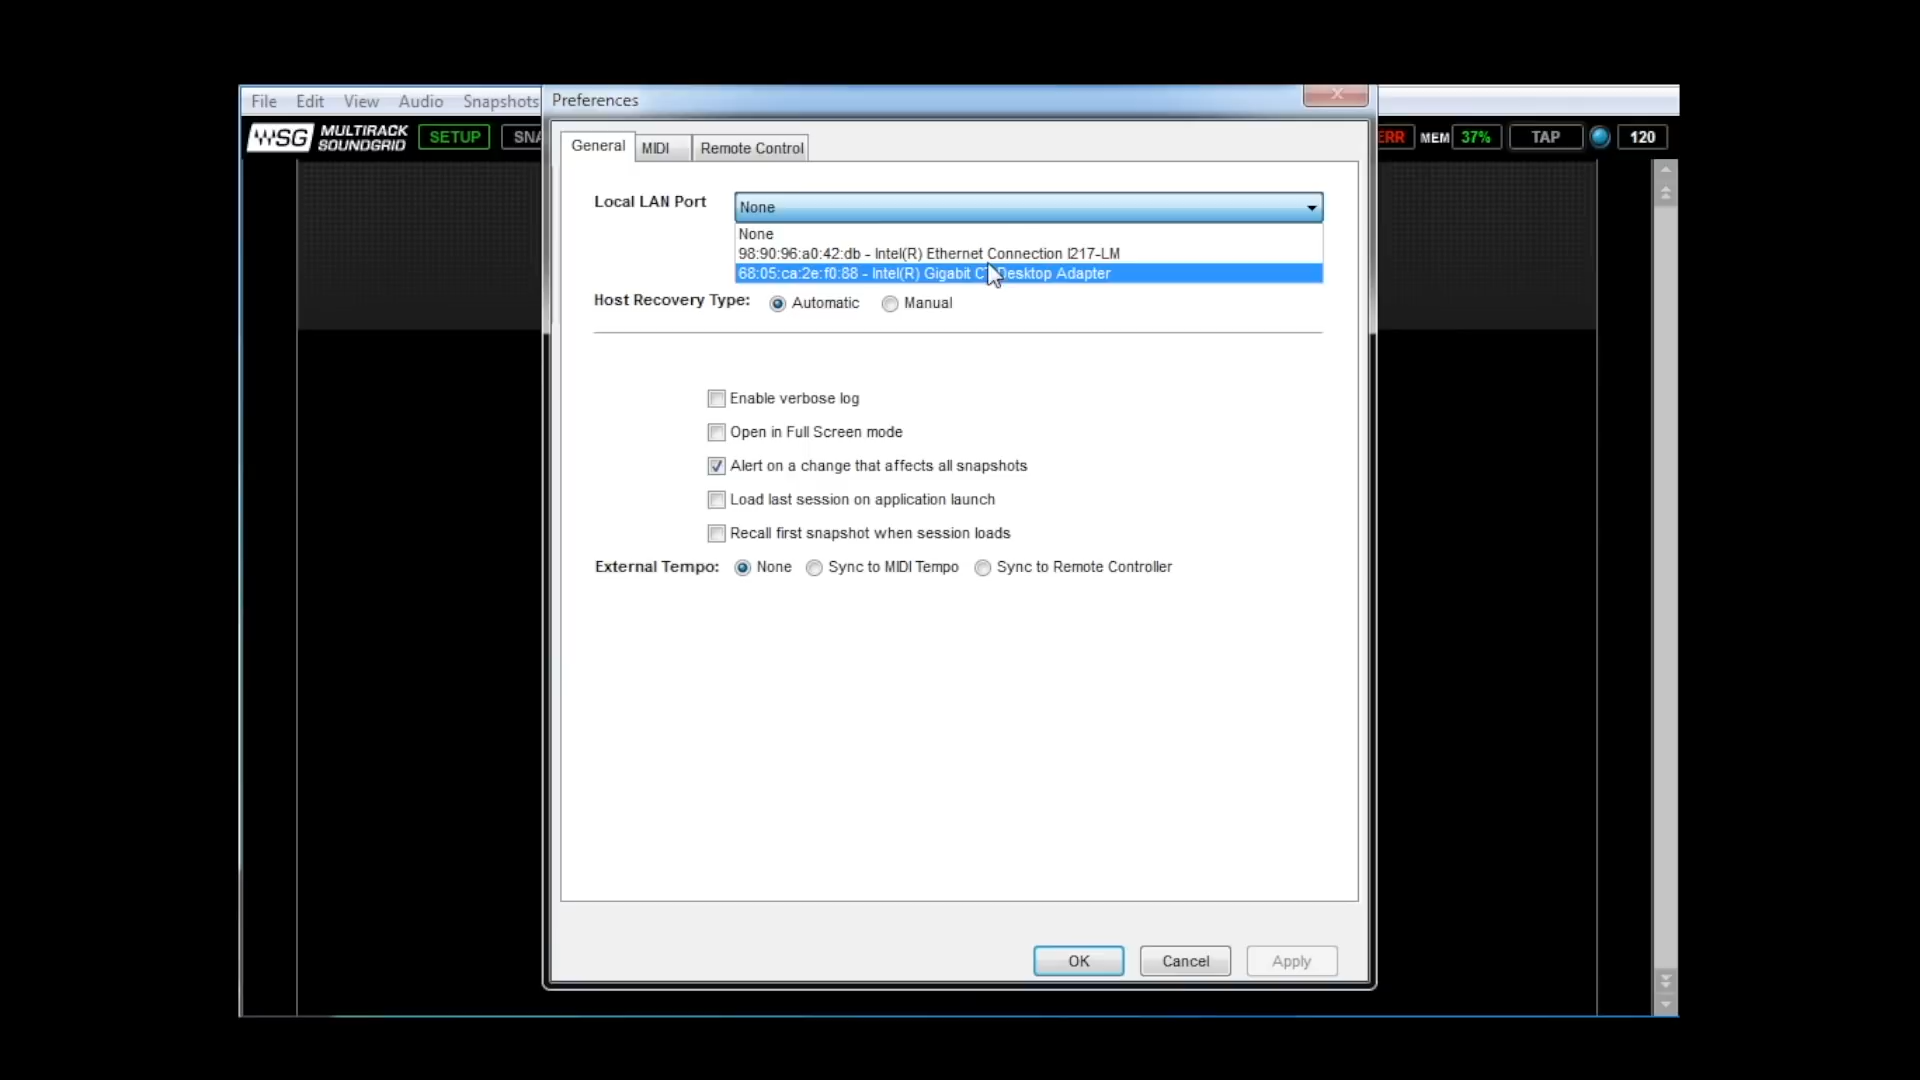 File Edit View Audio Snapshots
Preferences
WSG MULTIRACK SOUNDGRID SETUP
ERR MEM 37% TAP 120
General MIDI Remote Control
Local LAN Port None
None
98:90:96:a0:42:db - Intel(R) Ethernet Connection I217-LM
68:05:ca:2e:f0:88 - Intel(R) Gigabit Desktop Adapter
Host Recovery Type: Automatic Manual
Enable verbose log
Open in Full Screen mode
Alert on a change that affects all snapshots
Load last session on application launch
Recall first snapshot when session loads
External Tempo: None Sync to MIDI Tempo Sync to Remote Controller
OK Cancel Apply